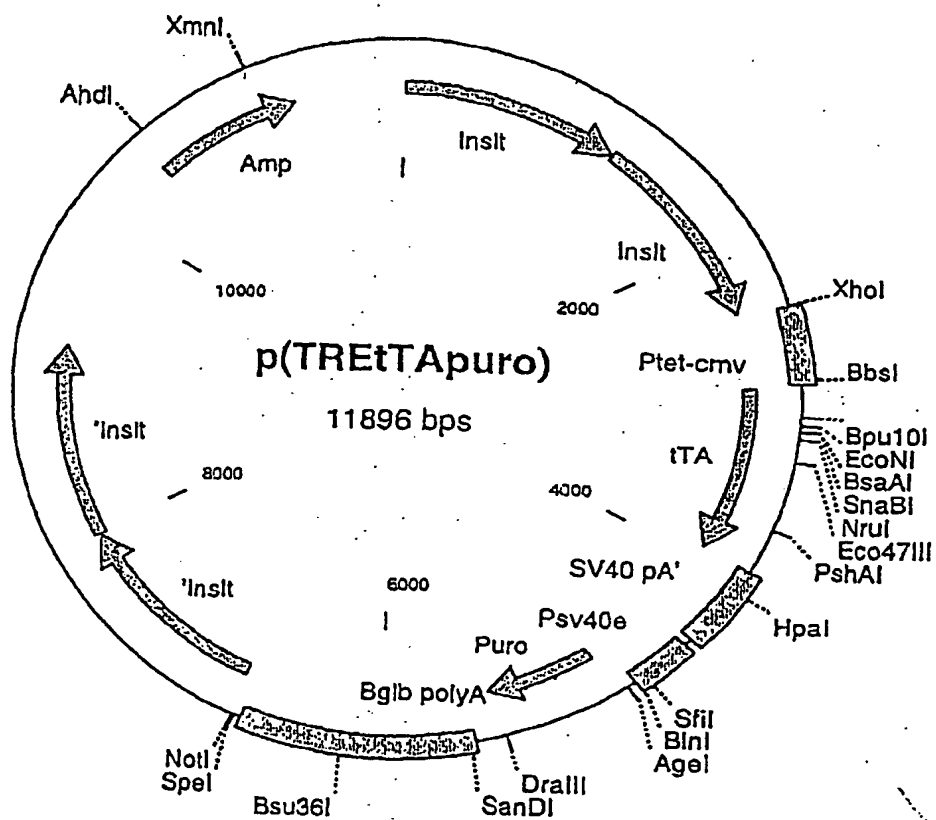 XmnI
AhdI
Amp
InsIt
InsIt
XhoI
10000
2000
p(TREtTApuro)
11896 bps
Ptet-cmv
BbsI
'InsIt
tTA
Bpu10I
EcoNI
BsaAI
SnaBI
NruI
Eco47III
PshAI
8000
4000
SV40 pA'
HpaI
'InsIt
6000
Psv40e
Puro
Bglb polyA
SfiI
BlnI
AgeI
NotI
SpeI
Bsu36I
SanDI
DraIII